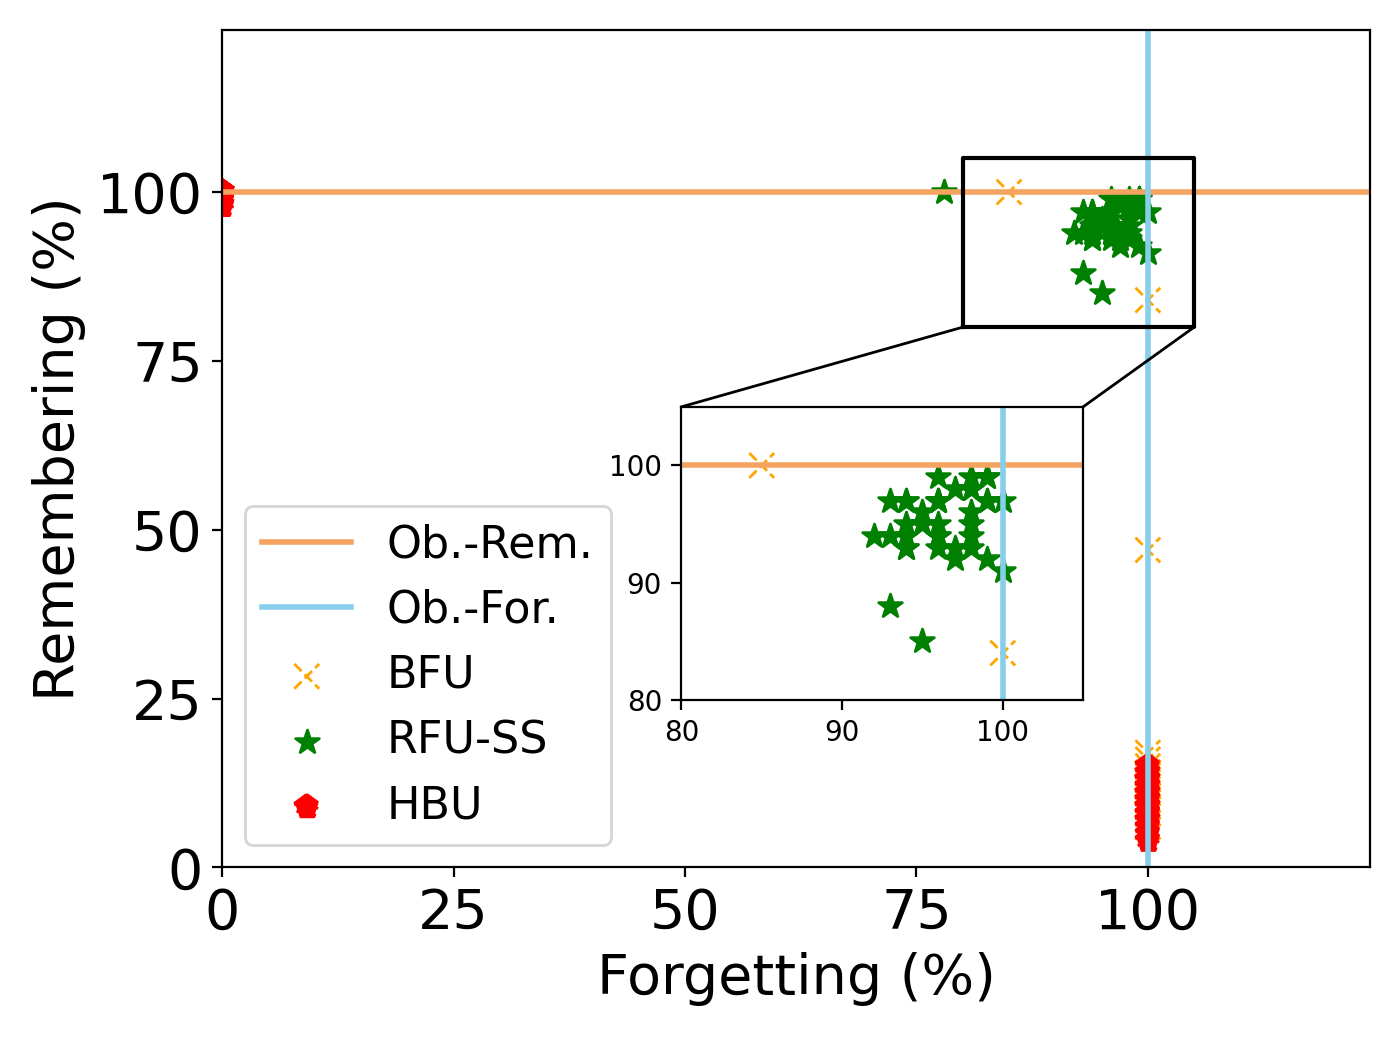 Remembering (%)
100
75
50
25
0
Ob.-Rem.
Ob.-For.
BFU
RFU-SS
HBU
100
90
80
80 90 100
0 25 50 75 100
Forgetting (%)